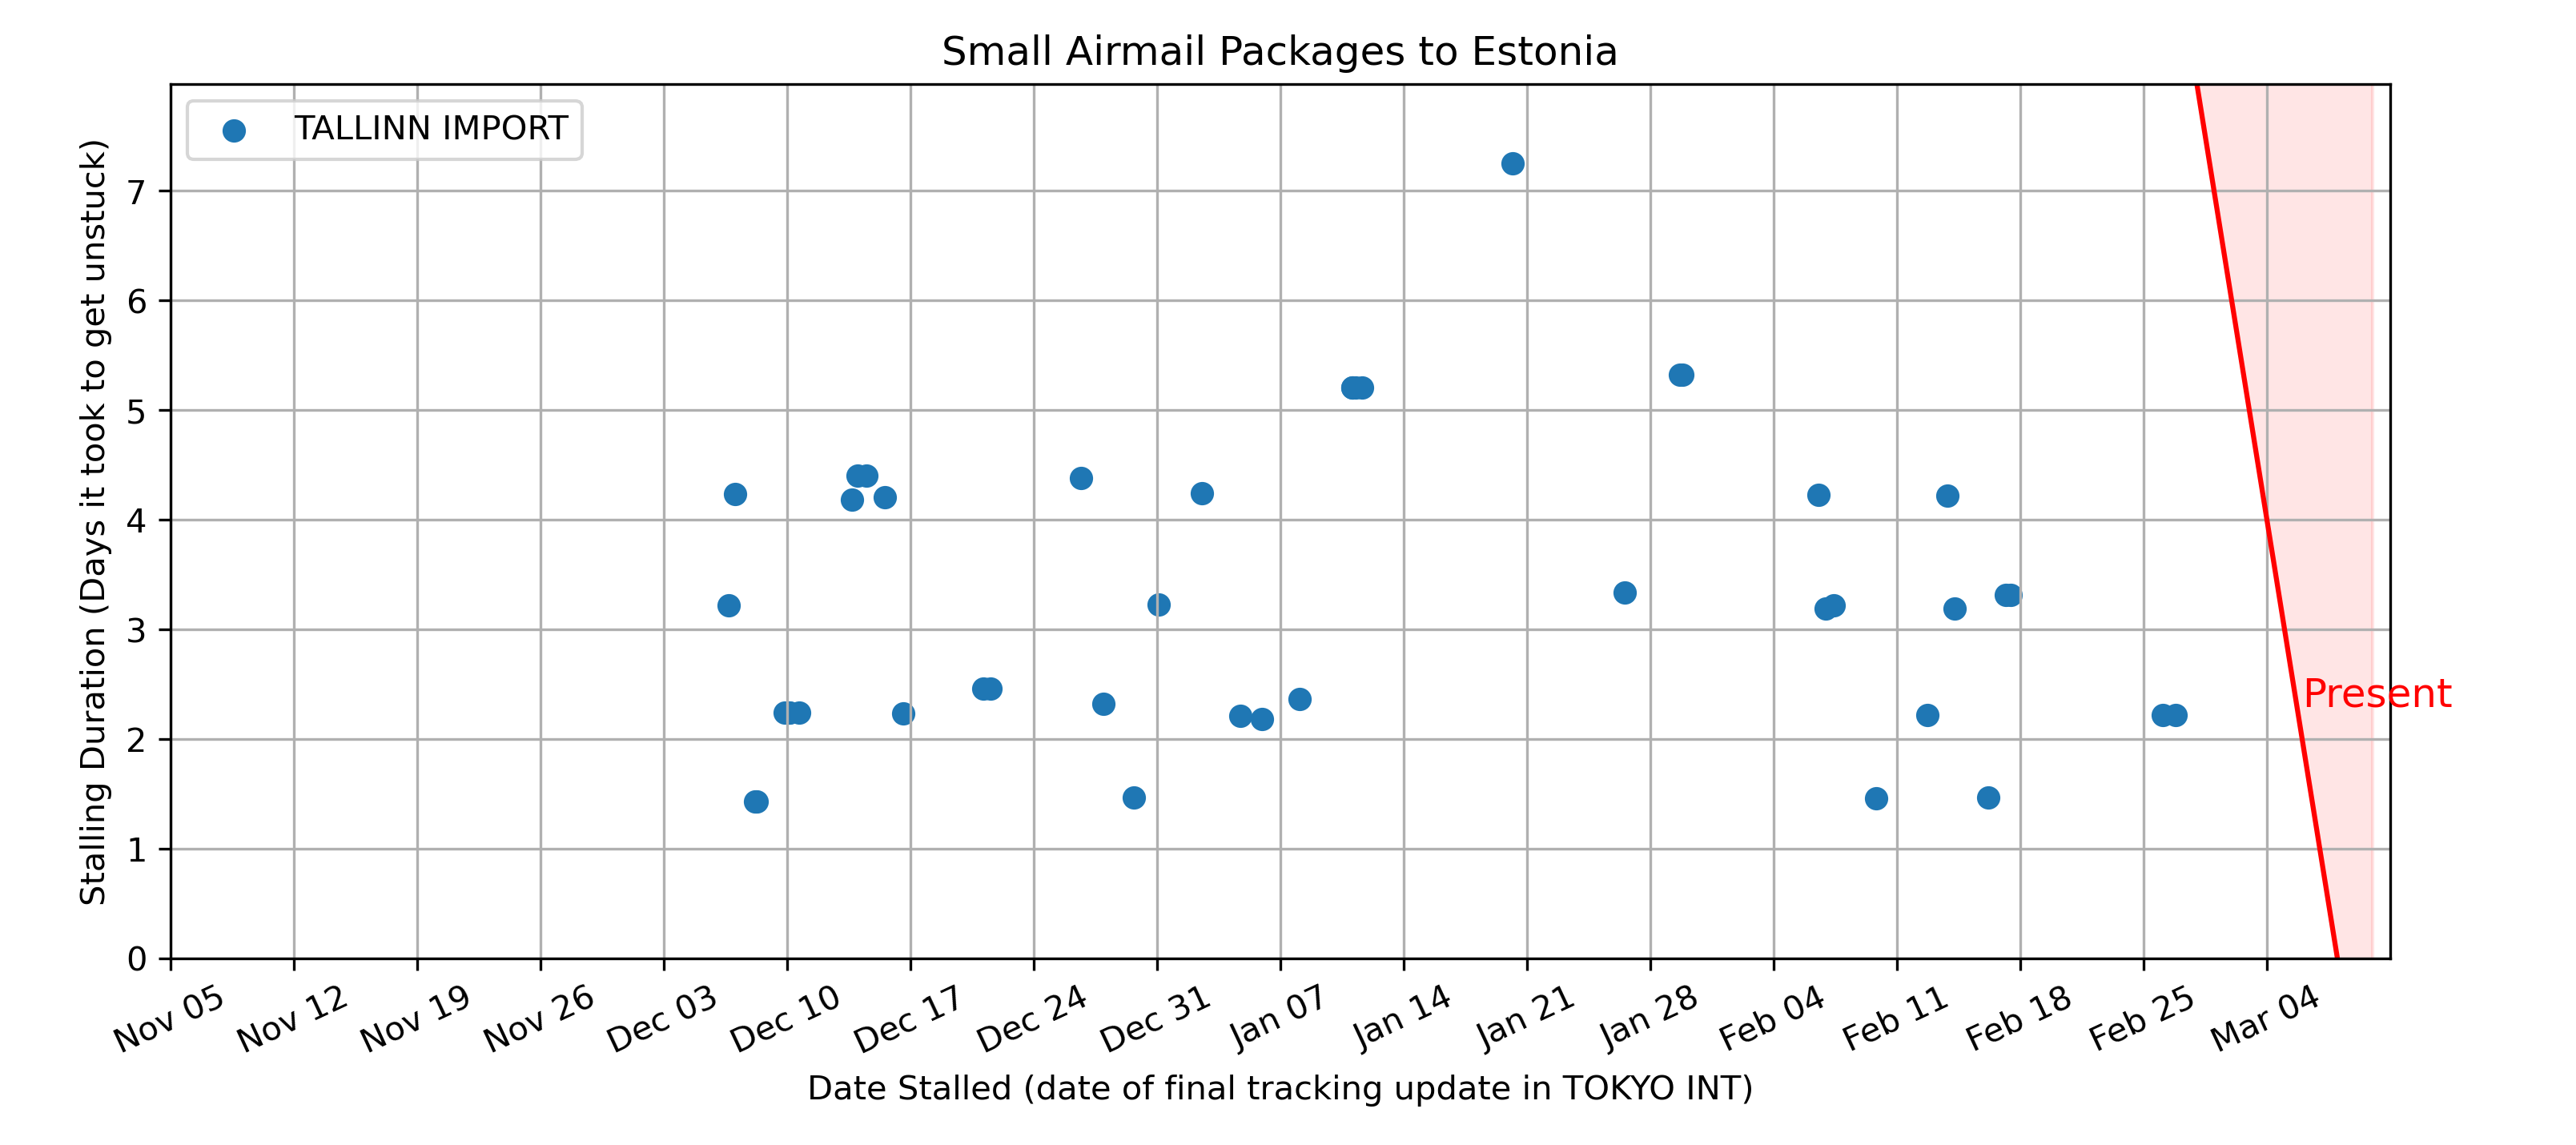 Small Airmail Packages to Estonia
TALLINN IMPORT
Stalling Duration (Days it took to get unstuck)
7
6
5
4
3
2
1
0
Present
Nov 05
Nov 12
Nov 19
Nov 26
Dec 03
Dec 10
Dec 17
Dec 24
Dec 31
Jan 07
Jan 14
Jan 21
Jan 28
Feb 04
Feb 11
Feb 18
Feb 25
Mar 04
Date Stalled (date of final tracking update in TOKYO INT)